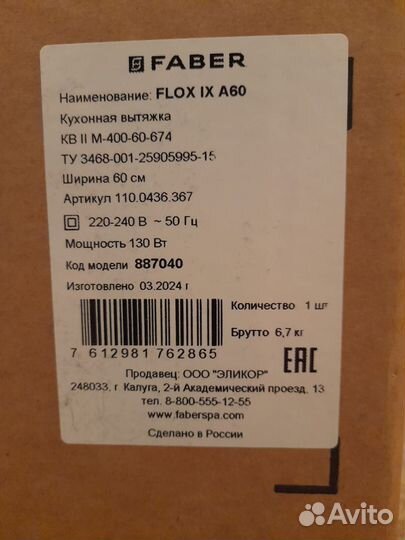 FABER
Наименование: FLOX IX A60
Кухонная вытяжка
КВ II М-400-60-674
ТУ 3468-001-25905995-15
Ширина 60 см
Артикул 110.0436.367
220-240 В ~ 50 Гц
Мощность 130 Вт
Код модели 887040
Изготовлено 03.2024 г
Количество 1 шт
Брутто 6,7 кг
7 612981 762865
EAC
Продавец: ООО "ЭЛИКОР"
248033, г Калуга, 2-й Академический проезд, 13
тел. 8-800-555-12-55
www.faberspa.com
Сделано в России
Avito